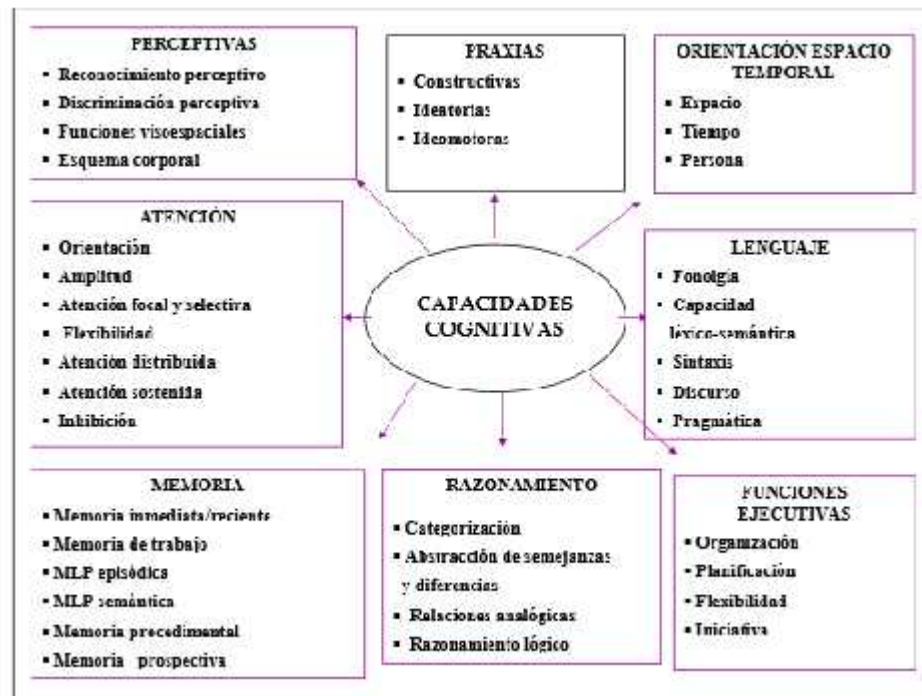 PERCEPTIVAS
▪ Reconocimiento perceptivo
▪ Discriminación perceptiva
▪ Funciones visoespaciales
▪ Esquema corporal
PRAXIAS
▪ Constructivas
▪ Ideatorias
▪ Ideomotoras
ORIENTACIÓN ESPACIO
TEMPORAL
▪ Espacio
▪ Tiempo
▪ Persona
ATENCIÓN
▪ Orientación
▪ Amplitud
▪ Atención focal y selectiva
▪ Flexibilidad
▪ Atención distribuida
▪ Atención sostenida
▪ Inhibición
CAPACIDADES
COGNITIVAS
LENGUAJE
▪ Fonolgía
▪ Capacidad
léxico-semántica
▪ Sintaxis
▪ Discurso
▪ Pragmática
MEMORIA
▪ Memoria inmediata/reciente
▪ Memoria de trabajo
▪ MLP episódica
▪ MLP semántica
▪ Memoria procedimental
▪ Memoria prospectiva
RAZONAMIENTO
▪ Categorización
▪ Abstracción de semejanzas
y diferencias
▪ Relaciones analógicas
▪ Razonamiento lógico
FUNCIONES
EJECUTIVAS
▪ Organización
▪ Planificación
▪ Flexibilidad
▪ Iniciativa